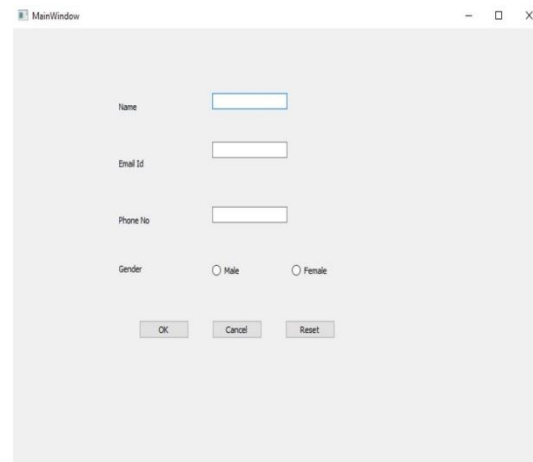 MainWindow
Name
Email Id
Phone No
Gender Male Female
OK Cancel Reset